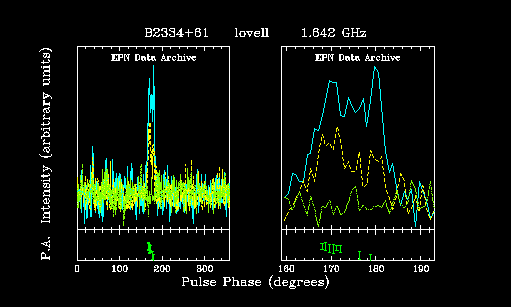 B2334+61 lovell 1.642 GHz
EPN Data Archive EPN Data Archive
Intensity (arbitrary units)
P.A.
0 100 200 300 160 170 180 190
Pulse Phase (degrees)